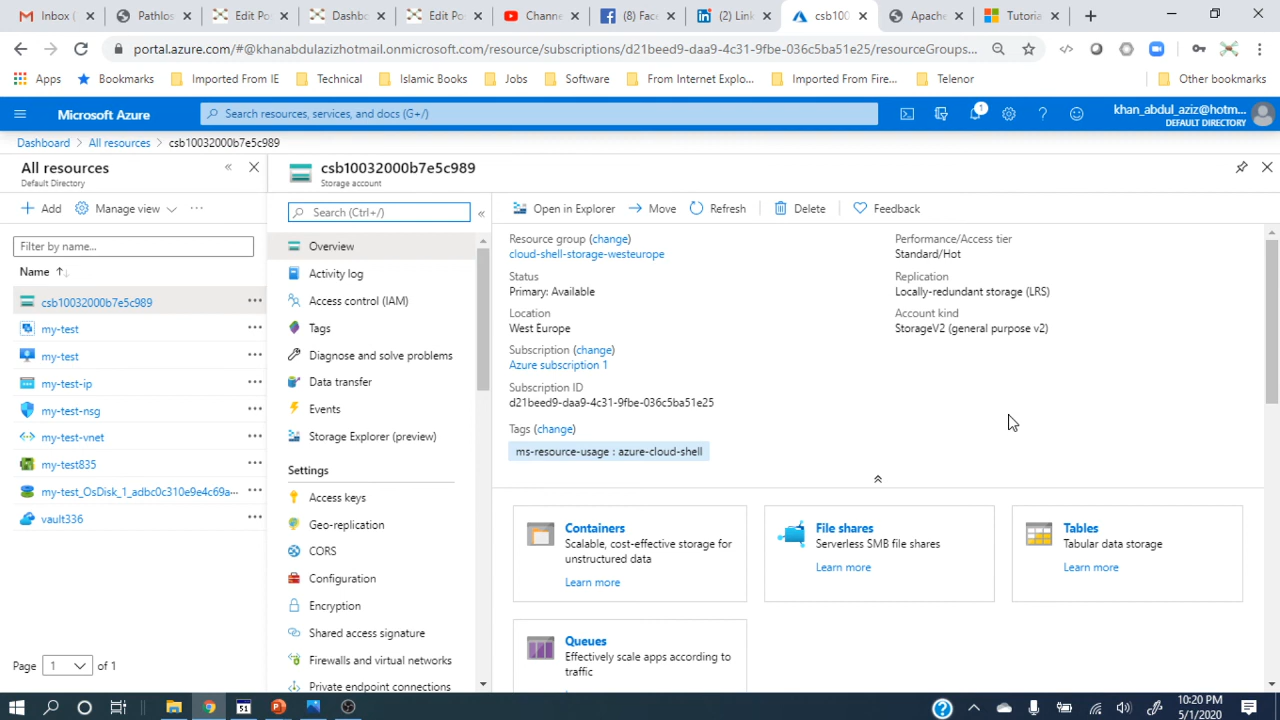 Inbox (
Pathlos
Edit Po
Dashbo
Edit Po
Channe
(8) Fac
(2) Lin
csb100
Apache
Tutoria
portal.azure.com/#@khanabdulazizhotmail.onmicrosoft.com/resource/subscriptions/d21beed9-daa9-4c31-9fbe-036c5ba51e25/resourceGroups...
Apps
Bookmarks
Imported From IE
Technical
Islamic Books
Jobs
Software
From Internet Explo...
Imported From Fire...
Telenor
Other bookmarks
Microsoft Azure
Search resources, services, and docs (G+/)
1
khan_abdul_aziz@hotm...
DEFAULT DIRECTORY
Dashboard > All resources > csb10032000b7e5c989
All resources
Default Directory
Add
Manage view
Filter by name...
Name
csb10032000b7e5c989
my-test
my-test
my-test-ip
my-test-nsg
my-test-vnet
my-test835
my-test_OsDisk_1_adbc0c310e9e4c69a...
vault336
Page 1 of 1
csb10032000b7e5c989
Storage account
Search (Ctrl+/)
Overview
Activity log
Access control (IAM)
Tags
Diagnose and solve problems
Data transfer
Events
Storage Explorer (preview)
Settings
Access keys
Geo-replication
CORS
Configuration
Encryption
Shared access signature
Firewalls and virtual networks
Private endpoint connections
Open in Explorer
Move
Refresh
Delete
Feedback
Resource group (change)
cloud-shell-storage-westeurope
Status
Primary: Available
Location
West Europe
Subscription (change)
Azure subscription 1
Subscription ID
d21beed9-daa9-4c31-9fbe-036c5ba51e25
Tags (change)
ms-resource-usage : azure-cloud-shell
Performance/Access tier
Standard/Hot
Replication
Locally-redundant storage (LRS)
Account kind
StorageV2 (general purpose v2)
Containers
Scalable, cost-effective storage for
unstructured data
Learn more
File shares
Serverless SMB file shares
Learn more
Tables
Tabular data storage
Learn more
Queues
Effectively scale apps according to
traffic
31
10:20 PM
5/1/2020